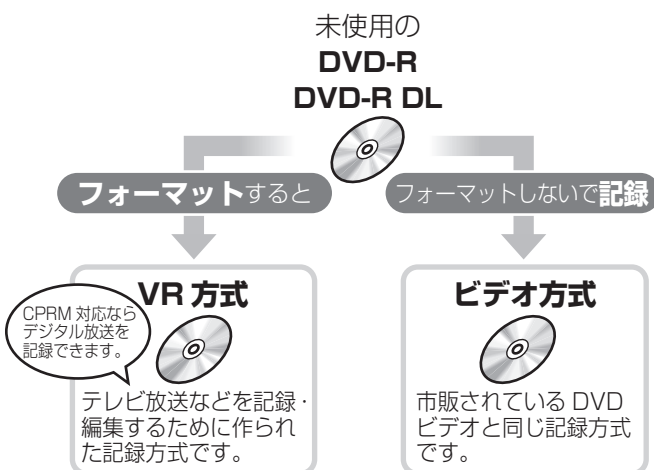 未使用の
DVD-R
DVD-R DL
フォーマットすると
フォーマットしないで記録
VR 方式
CPRM 対応なら
デジタル放送を
記録できます。
テレビ放送などを記録・
編集するために作られ
た記録方式です。
ビデオ方式
市販されている DVD
ビデオと同じ記録方式
です。